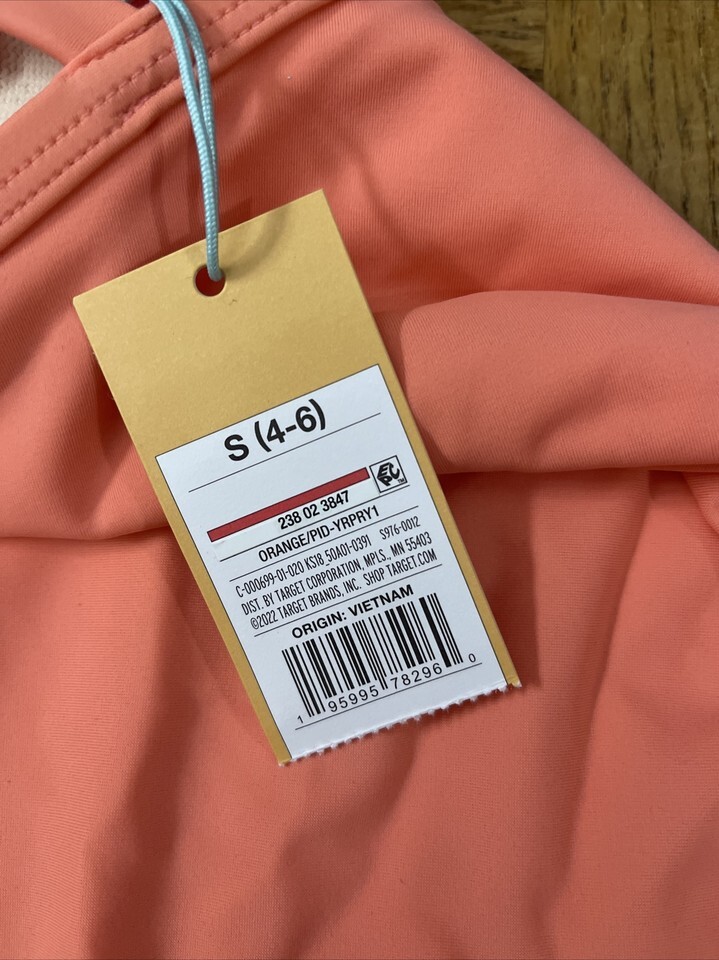 S (4-6)
238 02 3847
ORANGE/PID-YRPRY1
C-000699-01-020 KS18_50A01-0391 S976-0012
DIST. BY TARGET CORPORATION, MPLS., MN 55403
©2022 TARGET BRANDS, INC. SHOP TARGET.COM
ORIGIN: VIETNAM
1 95995 78296 0